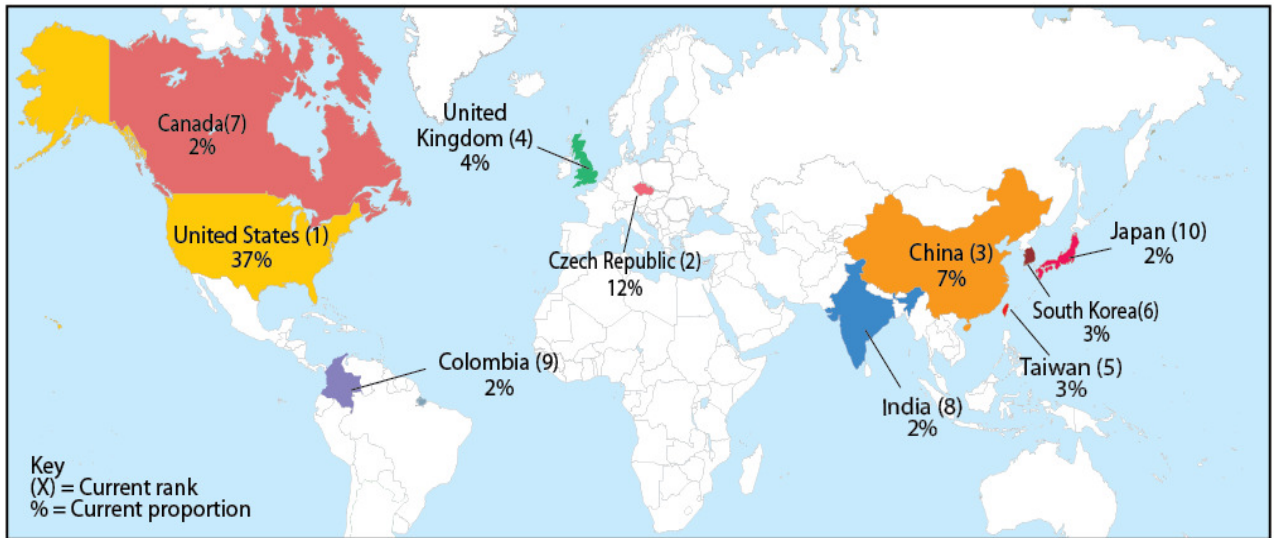 Canada(7)
2%
United States (1)
37%
United
Kingdom (4)
4%
Czech Republic (2)
12%
China (3)
7%
Japan (10)
2%
South Korea(6)
3%
Taiwan (5)
3%
India (8)
2%
Colombia (9)
2%
Key
(X) = Current rank
% = Current proportion